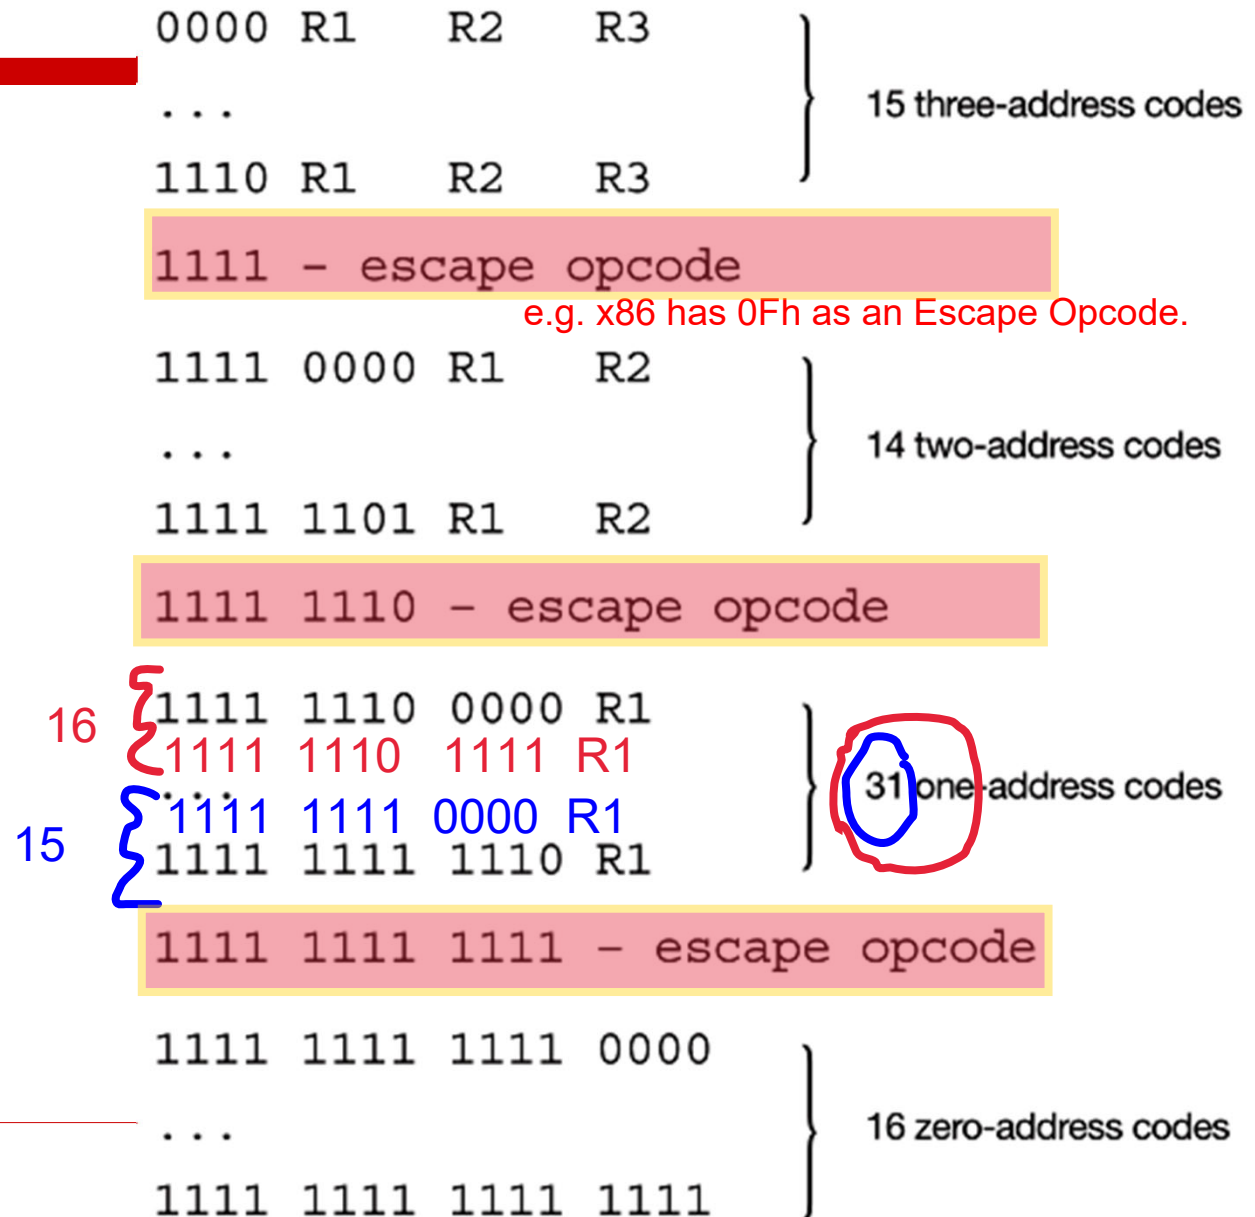 0000 R1 R2 R3
...
15 three-address codes
1110 R1 R2 R3
1111 – escape opcode
e.g. x86 has 0Fh as an Escape Opcode.
1111 0000 R1 R2
...
14 two-address codes
1111 1101 R1 R2
1111 1110 – escape opcode
1111 1110 0000 R1
16
1111 1110 1111 R1
...
31 one-address codes
1111 1111 0000 R1
15
1111 1111 1110 R1
1111 1111 1111 – escape opcode
1111 1111 1111 0000
...
16 zero-address codes
1111 1111 1111 1111